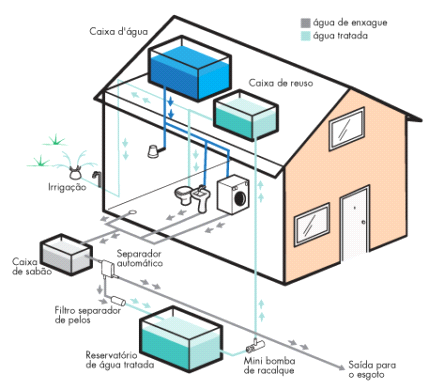 água de enxague
água tratada
Caixa d'água
Caixa de reuso
Irrigação
Separador
automático
Caixa
de sabão
Filtro separador
de pelos
Reservatório
de água tratada
Mini bomba
de racalque
Saída para
o esgoto